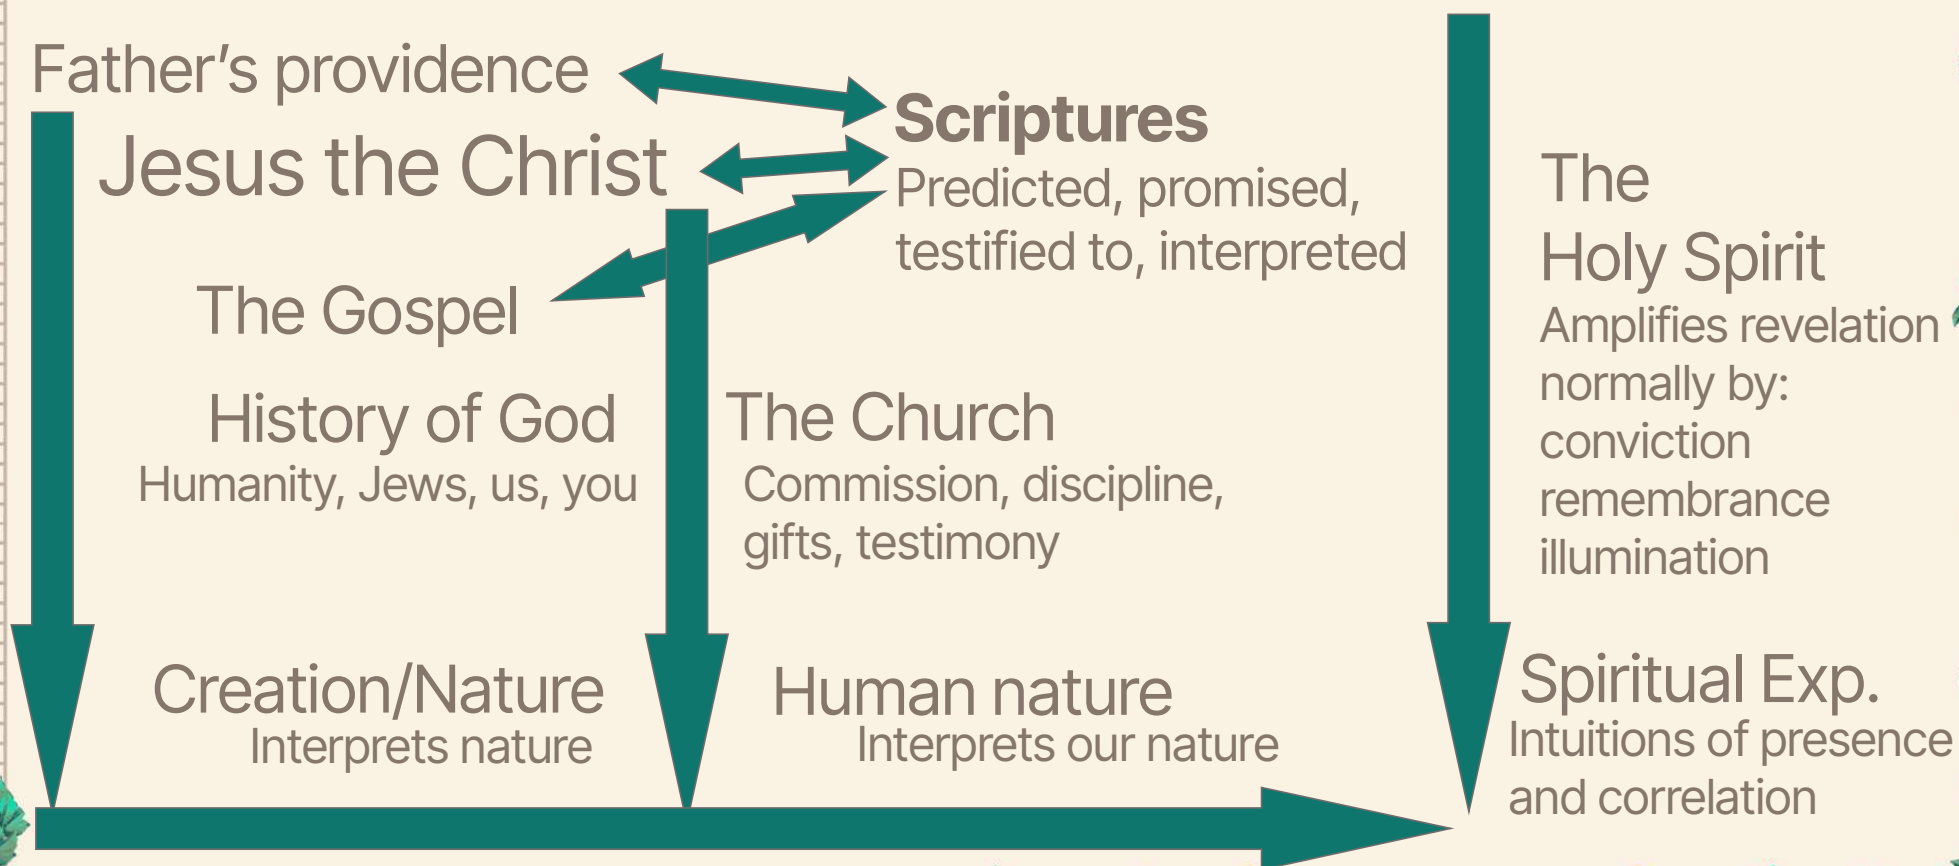 Father’s providence
Jesus the Christ
Scriptures
Predicted, promised,
testified to, interpreted
The Gospel
History of God
Humanity, Jews, us, you
The Church
Commission, discipline,
gifts, testimony
Creation/Nature
Interprets nature
Human nature
Interprets our nature
The
Holy Spirit
Amplifies revelation
normally by:
conviction
remembrance
illumination
Spiritual Exp.
Intuitions of presence
and correlation